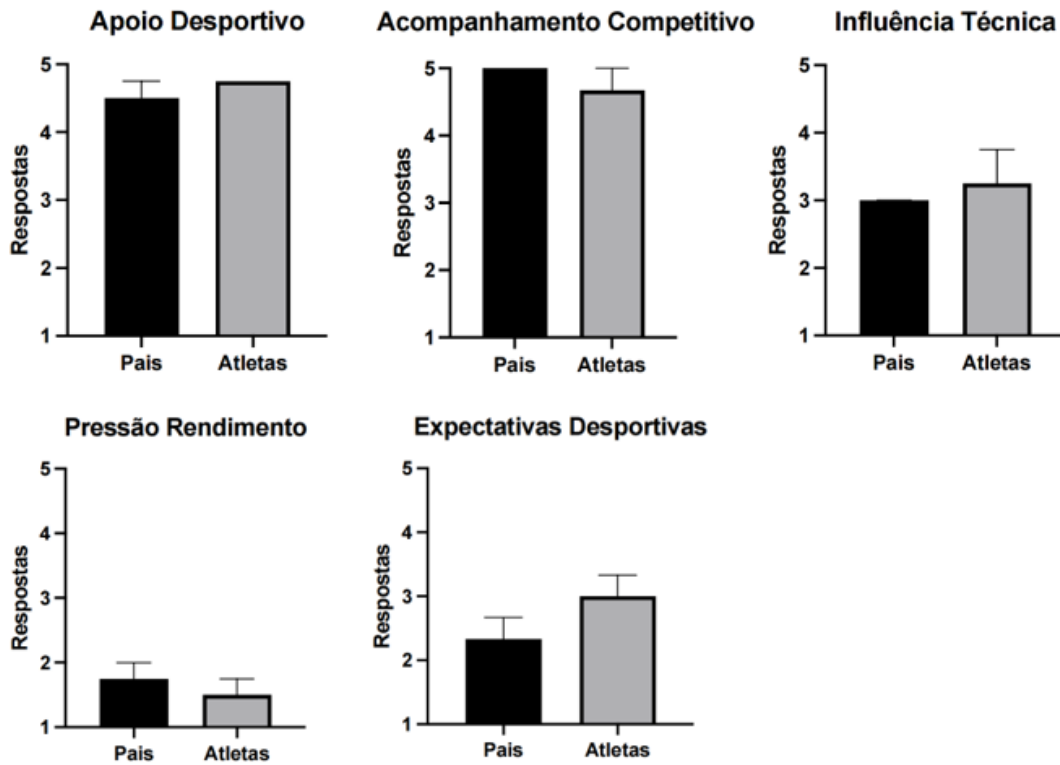 Apoio Desportivo
5
4
3
2
1
Respostas
Pais
Atletas
Acompanhamento Competitivo
5
4
3
2
1
Respostas
Pais
Atletas
Influência Técnica
5
4
3
2
1
Respostas
Pais
Atletas
Pressão Rendimento
5
4
3
2
1
Respostas
Pais
Atletas
Expectativas Desportivas
5
4
3
2
1
Respostas
Pais
Atletas